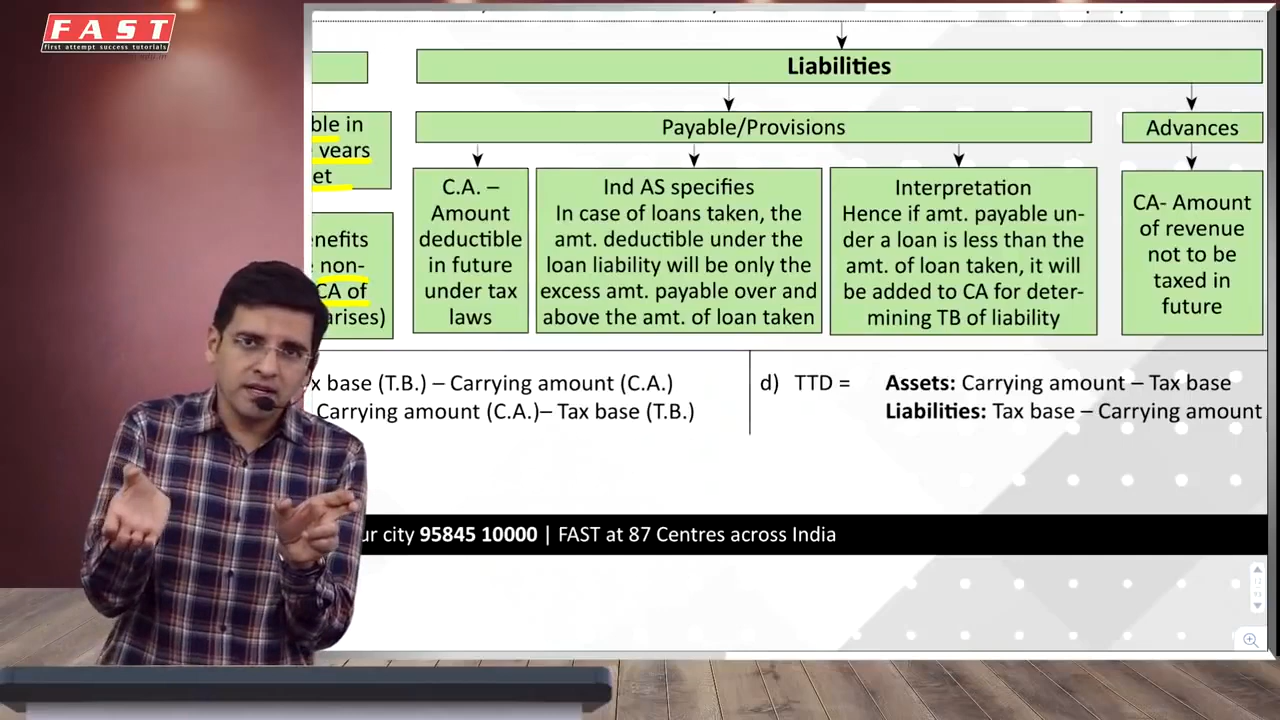 FAST
first attempt success tutorials
Liabilities
ble in
years
et
Payable/Provisions
Advances
enefits
non-
CA of
arises)
C.A. –
Amount
deductible
in future
under tax
laws
Ind AS specifies
In case of loans taken, the
amt. deductible under the
loan liability will be only the
excess amt. payable over and
above the amt. of loan taken
Interpretation
Hence if amt. payable un-
der a loan is less than the
amt. of loan taken, it will
be added to CA for deter-
mining TB of liability
CA- Amount
of revenue
not to be
taxed in
future
x base (T.B.) – Carrying amount (C.A.)
Carrying amount (C.A.)– Tax base (T.B.)
d) TTD = Assets: Carrying amount – Tax base
Liabilities: Tax base – Carrying amount
ur city 95845 10000 | FAST at 87 Centres across India